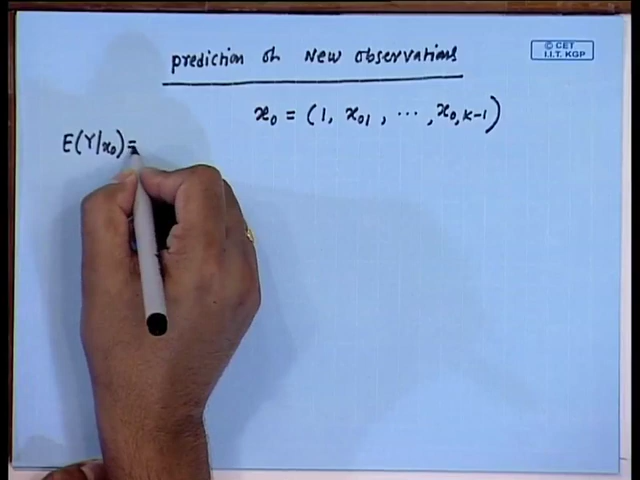 prediction of New observations
© CET
I.I.T. KGP
x₀ = (1, x₀₁, ⋯, x₀,ₖ₋₁)
E(Y|x₀) =